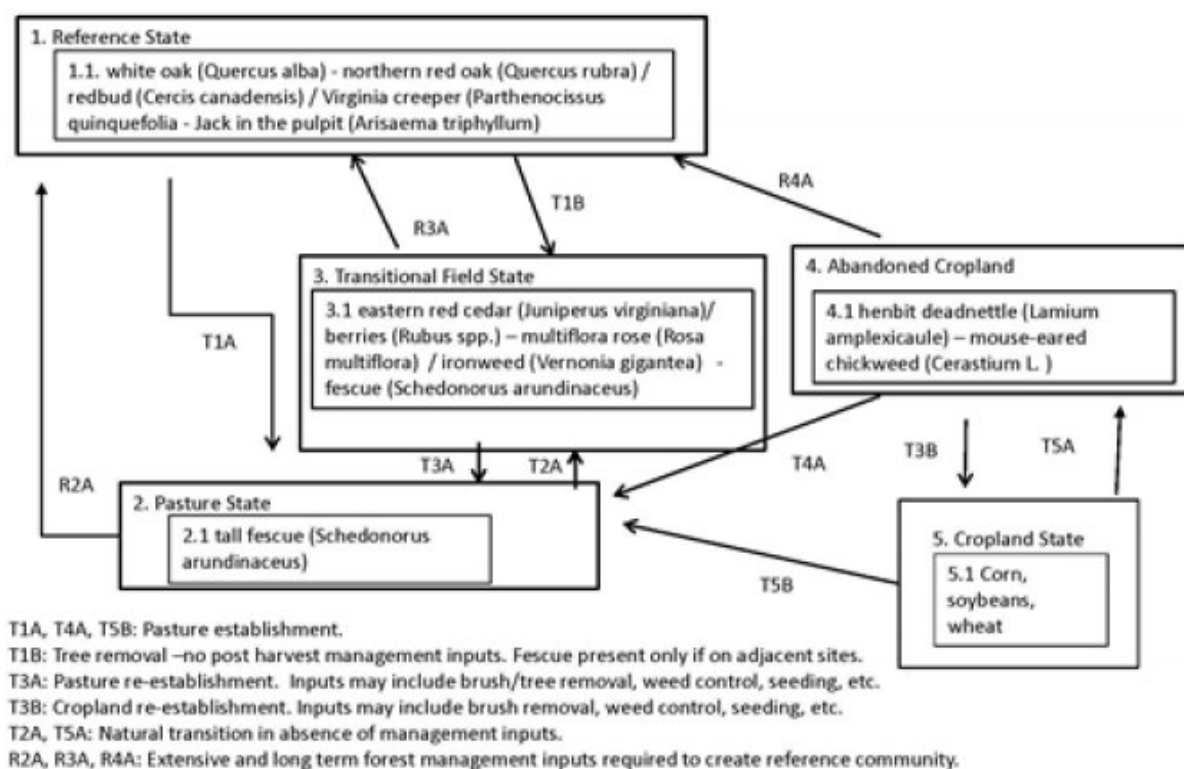 1. Reference State
1.1. white oak (Quercus alba) - northern red oak (Quercus rubra) /
redbud (Cercis canadensis) / Virginia creeper (Parthenocissus
quinquefolia - Jack in the pulpit (Arisaema triphyllum)
R4A
T1B
R3A
3. Transitional Field State
3.1 eastern red cedar (Juniperus virginiana)/
berries (Rubus spp.) – multiflora rose (Rosa
multiflora) / ironweed (Vernonia gigantea) -
fescue (Schedonorus arundinaceus)
4. Abandoned Cropland
4.1 henbit deadnettle (Lamium
amplexicaule) – mouse-eared
chickweed (Cerastium L. )
T1A
T3A
T2A
T4A
T3B
T5A
R2A
2. Pasture State
2.1 tall fescue (Schedonorus
arundinaceus)
5. Cropland State
5.1 Corn,
soybeans,
wheat
T5B
T1A, T4A, T5B: Pasture establishment.
T1B: Tree removal –no post harvest management inputs. Fescue present only if on adjacent sites.
T3A: Pasture re-establishment. Inputs may include brush/tree removal, weed control, seeding, etc.
T3B: Cropland re-establishment. Inputs may include brush removal, weed control, seeding, etc.
T2A, T5A: Natural transition in absence of management inputs.
R2A, R3A, R4A: Extensive and long term forest management inputs required to create reference community.